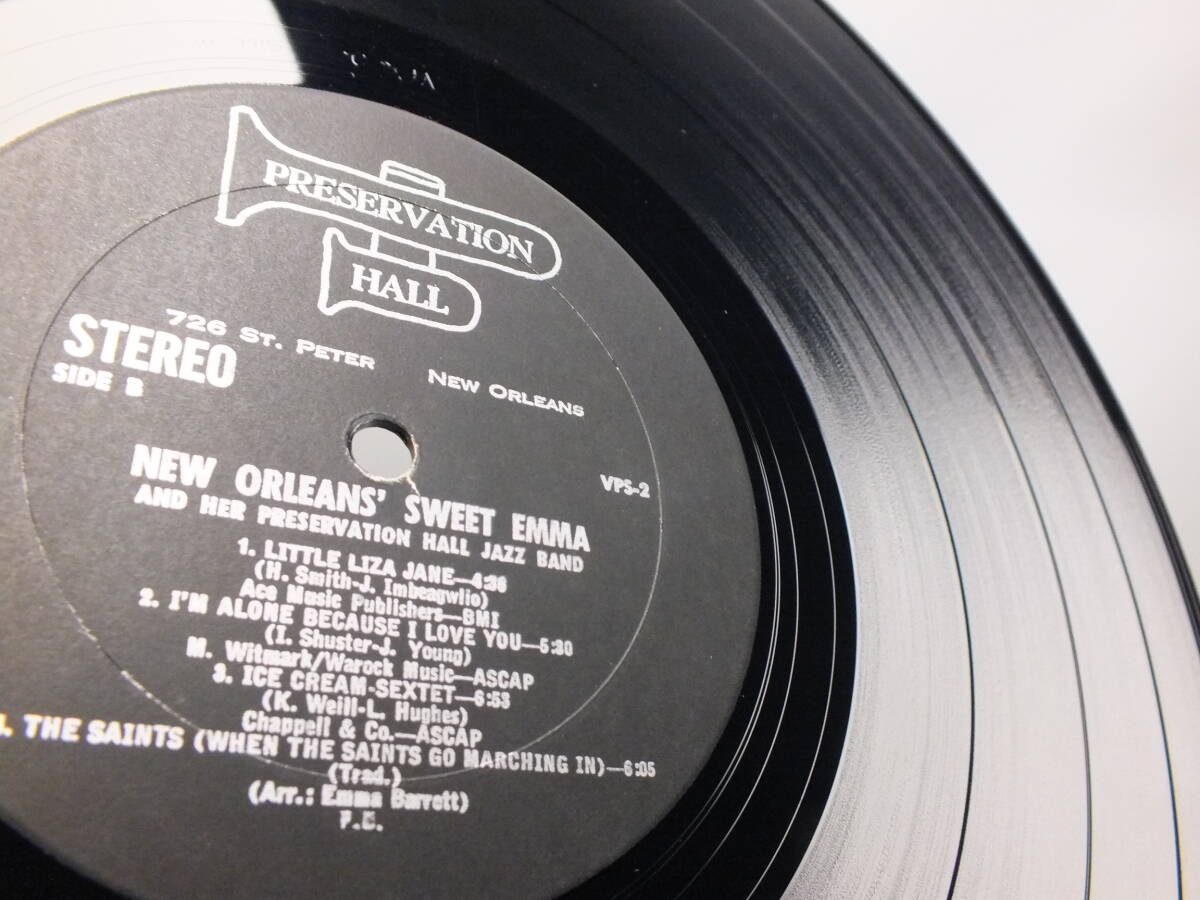 PRESERVATION
HALL
726 ST. PETER NEW ORLEANS
STEREO
SIDE B
VPS-2
NEW ORLEANS' SWEET EMMA
AND HER PRESERVATION HALL JAZZ BAND
1. LITTLE LIZA JANE—4:36
(H. Smith-J. Imbeagwlio)
Ace Music Publishers—BMI
2. I'M ALONE BECAUSE I LOVE YOU—5:30
(I. Shuster-J. Young)
M. Witmark/Warock Music—ASCAP
3. ICE CREAM-SEXTET—6:53
(K. Weill-L. Hughes)
Chappell & Co.—ASCAP
THE SAINTS (WHEN THE SAINTS GO MARCHING IN)—6:05
(Trad.)
(Arr.: Emma Barrett)
P.D.